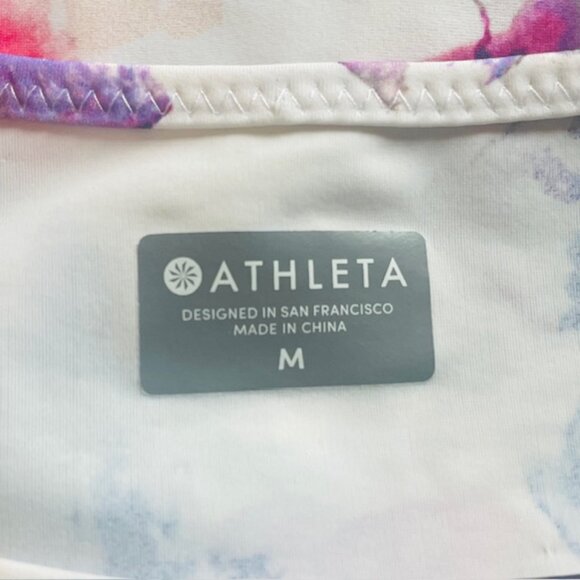 ATHLETA
DESIGNED IN SAN FRANCISCO
MADE IN CHINA
M